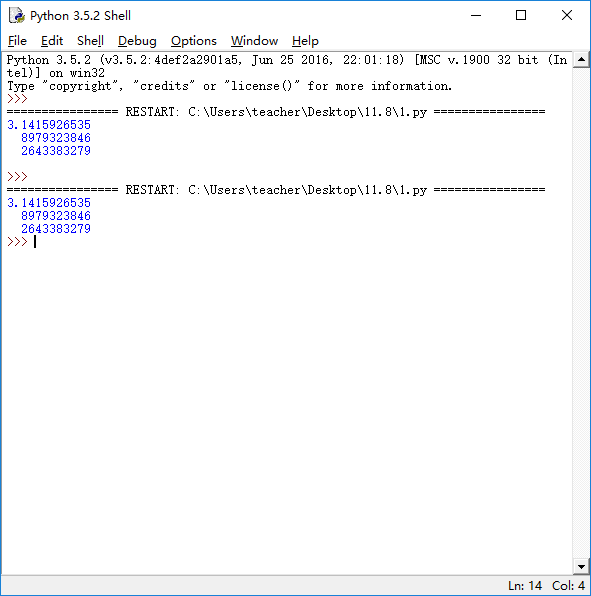 Python 3.5.2 Shell
File Edit Shell Debug Options Window Help
Python 3.5.2 (v3.5.2:4def2a2901a5, Jun 25 2016, 22:01:18) [MSC v.1900 32 bit (In
tel)] on win32
Type "copyright", "credits" or "license()" for more information.
>>>
================ RESTART: C:\Users\teacher\Desktop\11.8\1.py ================
3.1415926535
  8979323846
  2643383279
>>>
================ RESTART: C:\Users\teacher\Desktop\11.8\1.py ================
3.1415926535
  8979323846
  2643383279
>>>
Ln: 14 Col: 4